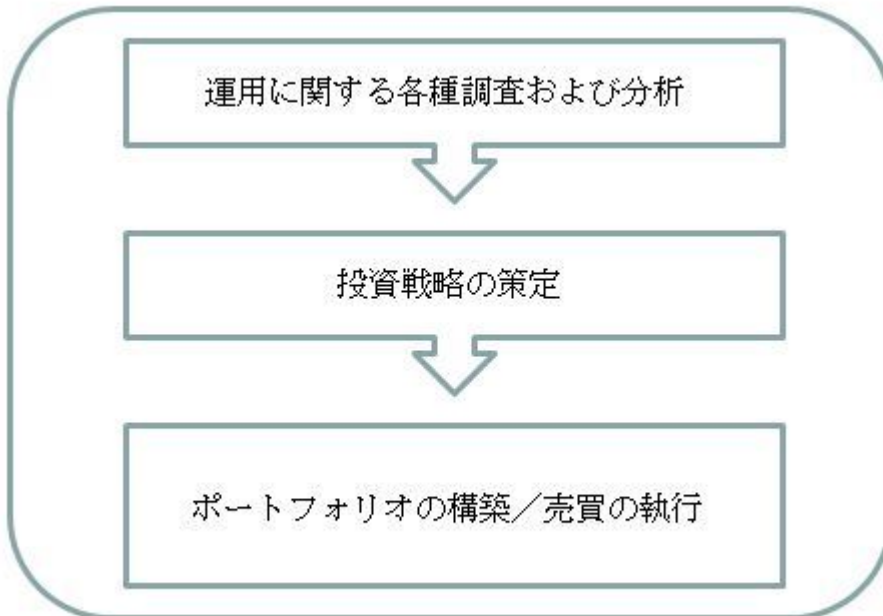 運用に関する各種調査および分析
投資戦略の策定
ポートフォリオの構築／売買の執行